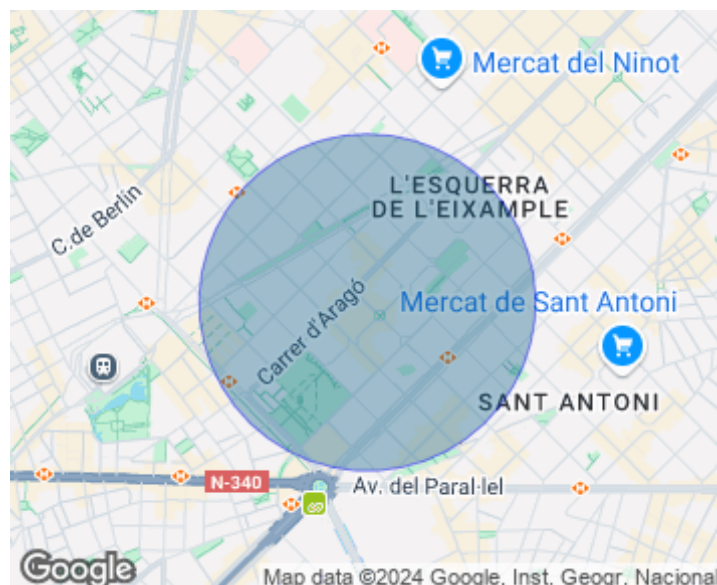 Mercat del Ninot
L'ESQUERRA
DE L'EIXAMPLE
C.de Berlín
Carrer d'Aragó
Mercat de Sant Antoni
SANT ANTONI
N-340
Av. del Paral·lel
Google
Map data ©2024 Google, Inst. Geogr. Nacional